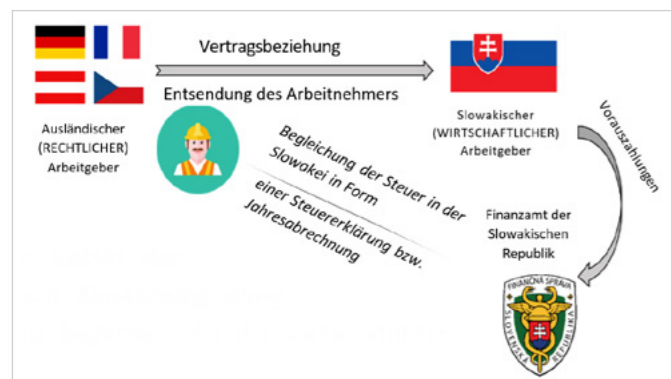 Vertragsbeziehung
Entsendung des Arbeitnehmers
Ausländischer
(RECHTLICHER)
Arbeitgeber
Slowakischer
(WIRTSCHAFTLICHER)
Arbeitgeber
Vorauszahlungen
Begleichung der Steuer in der
Slowakei in Form
einer Steuererklärung bzw.
Jahresabrechnung
Finanzamt der
Slowakischen
Republik
FINANČNÁ SPRÁVA
SLOVENSKÁ REPUBLIKA